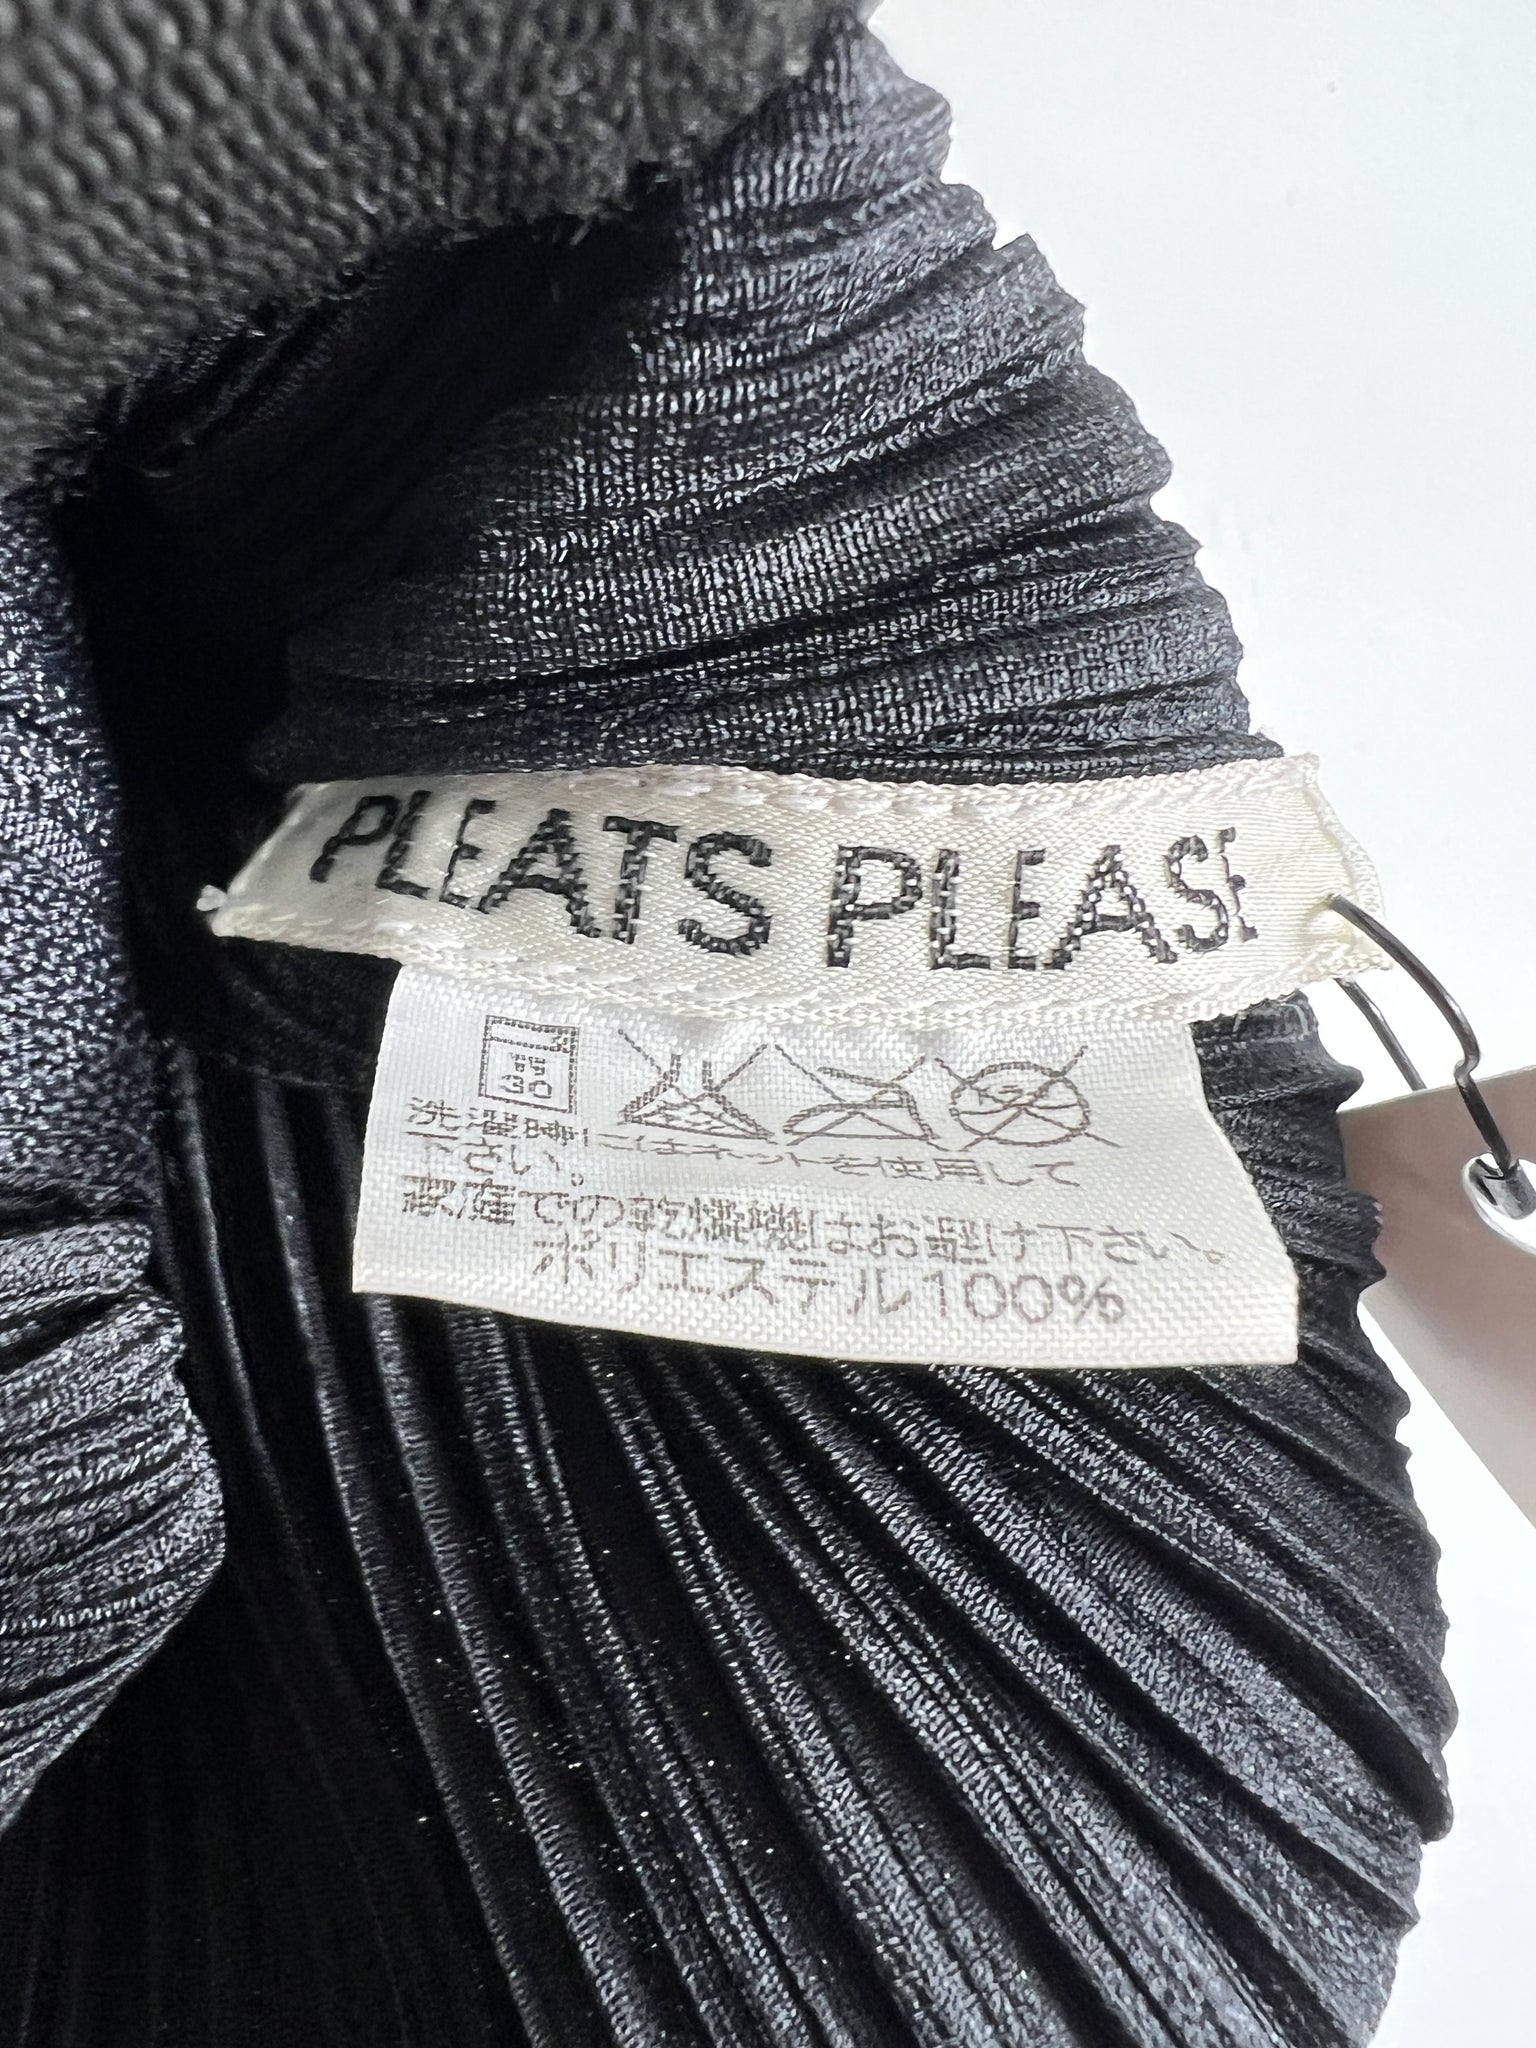 PLEATS PLEASE
洗濯時にはネットを使用して
下さい。
家庭での乾燥機はお避け下さい。
ポリエステル100%